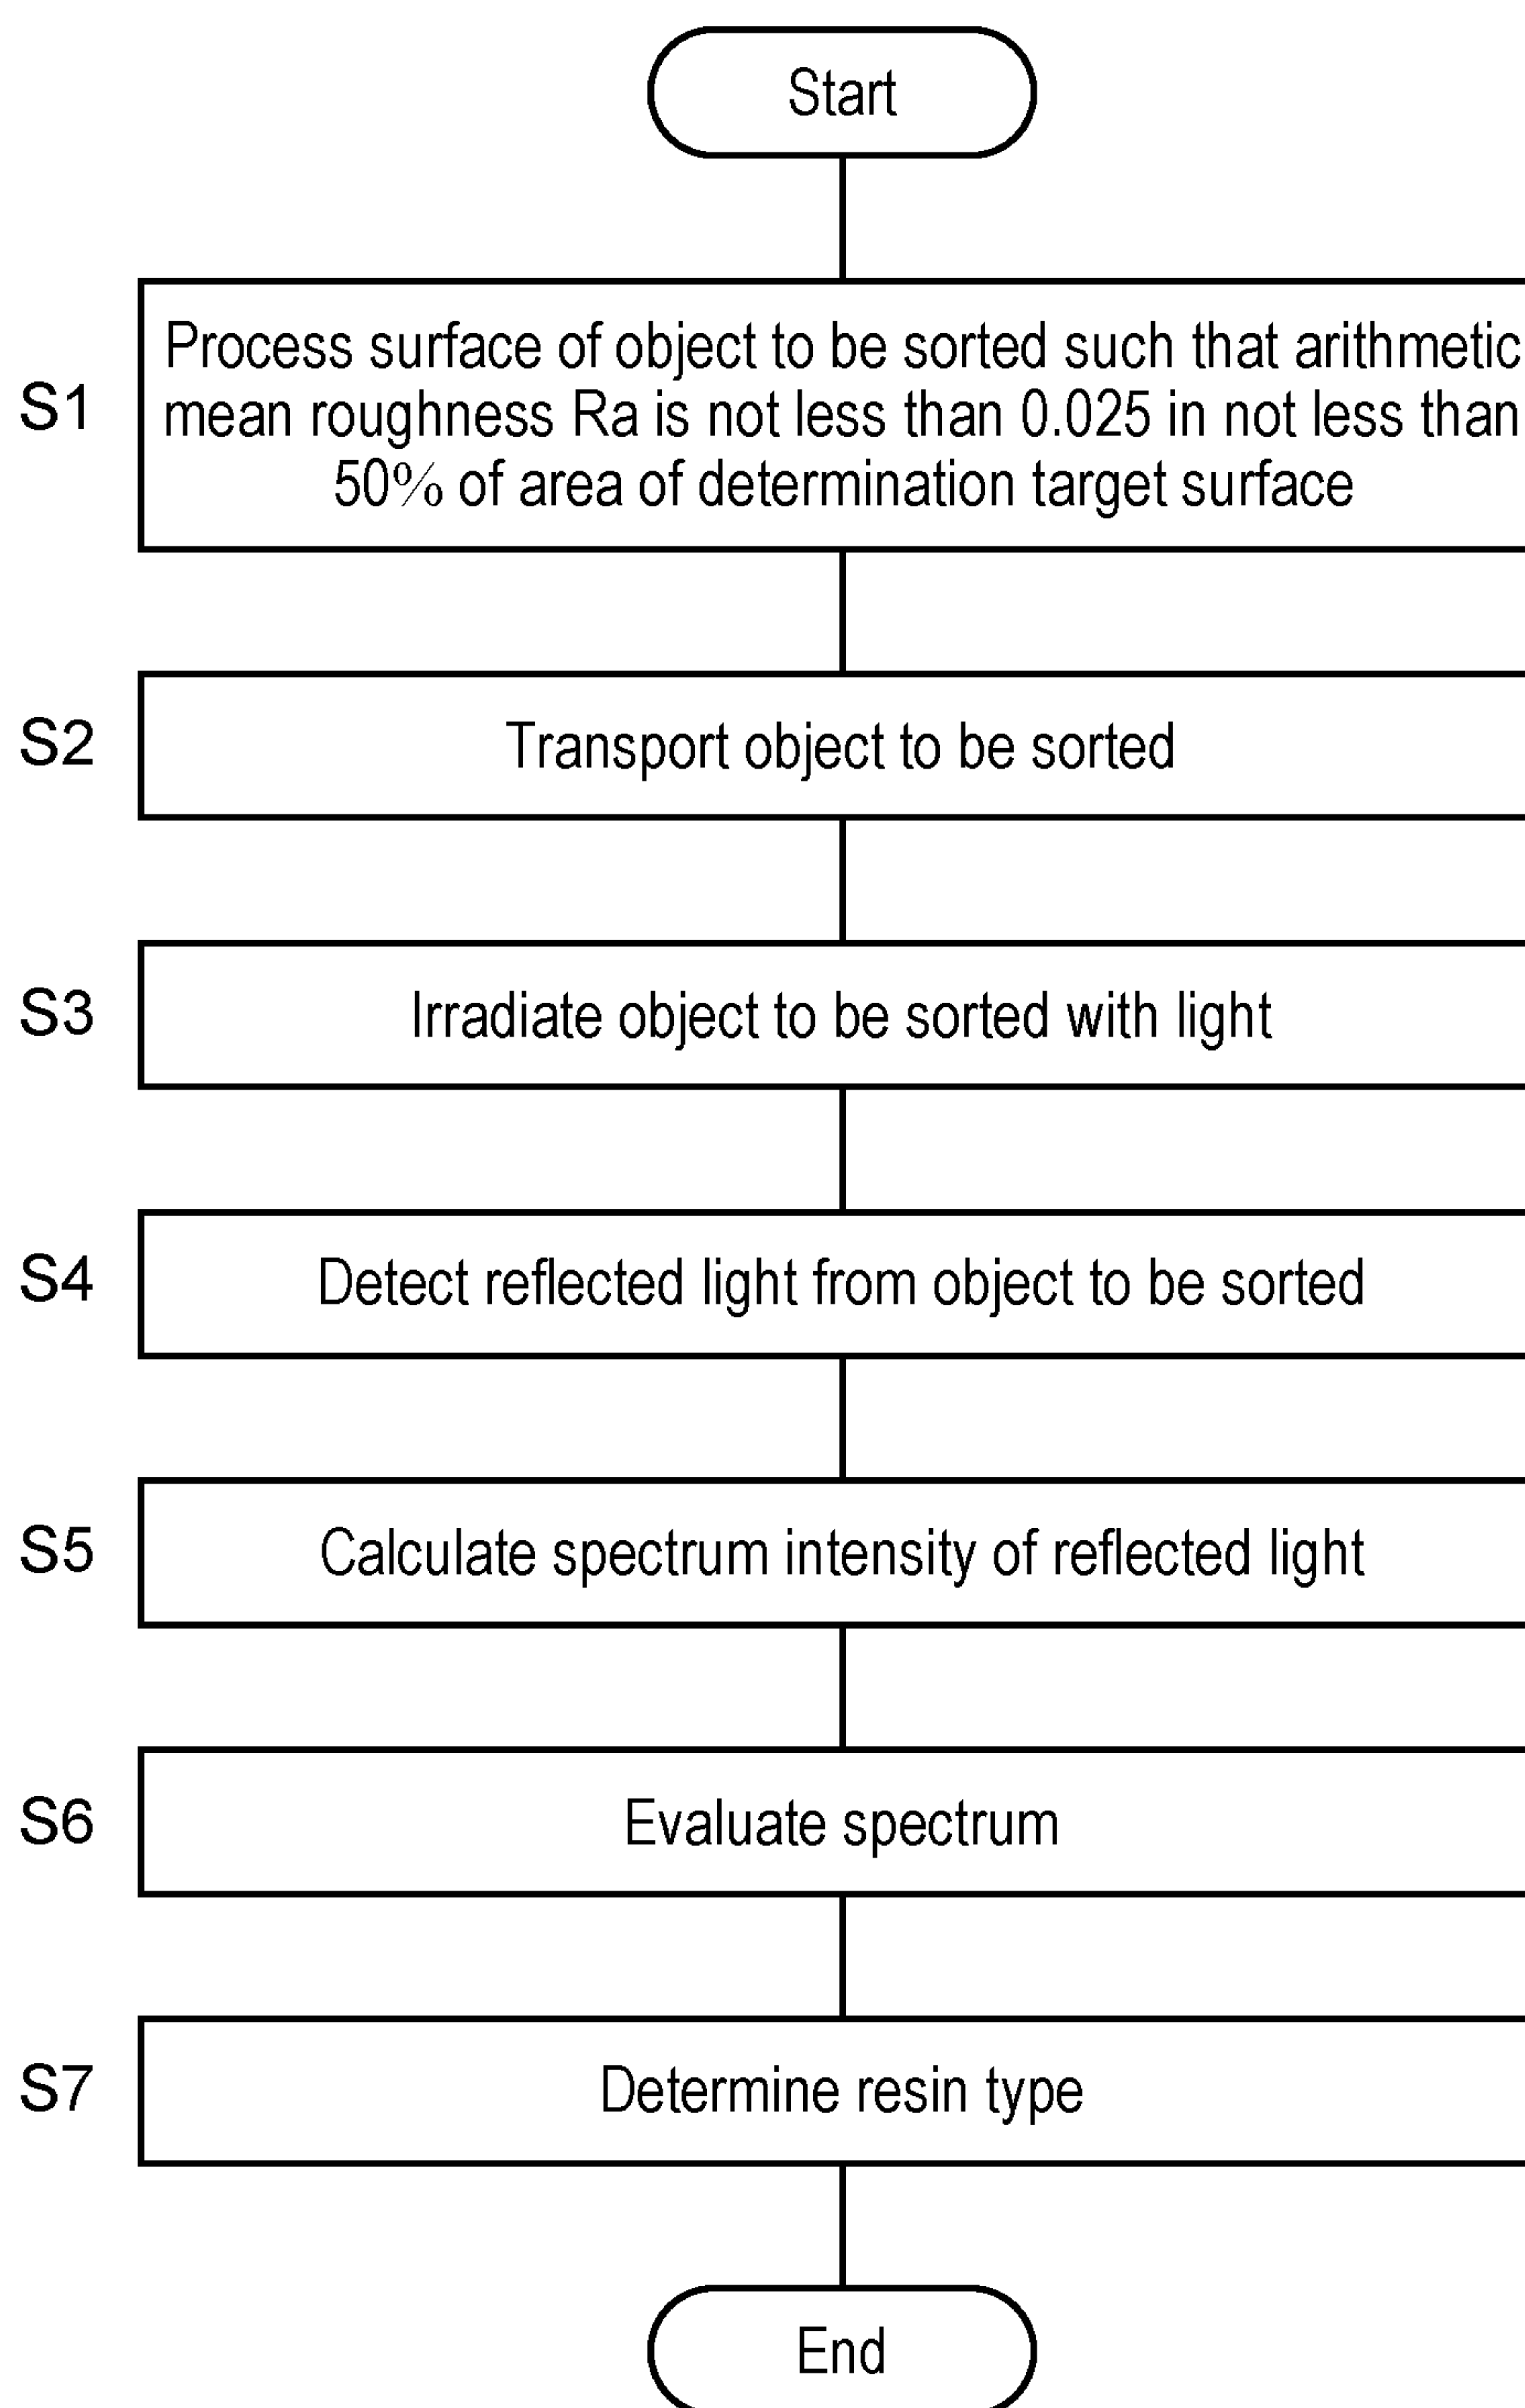 Start
S1
Process surface of object to be sorted such that arithmetic
mean roughness Ra is not less than 0.025 in not less than
50% of area of determination target surface
S2
Transport object to be sorted
S3
Irradiate object to be sorted with light
S4
Detect reflected light from object to be sorted
S5
Calculate spectrum intensity of reflected light
S6
Evaluate spectrum
S7
Determine resin type
End